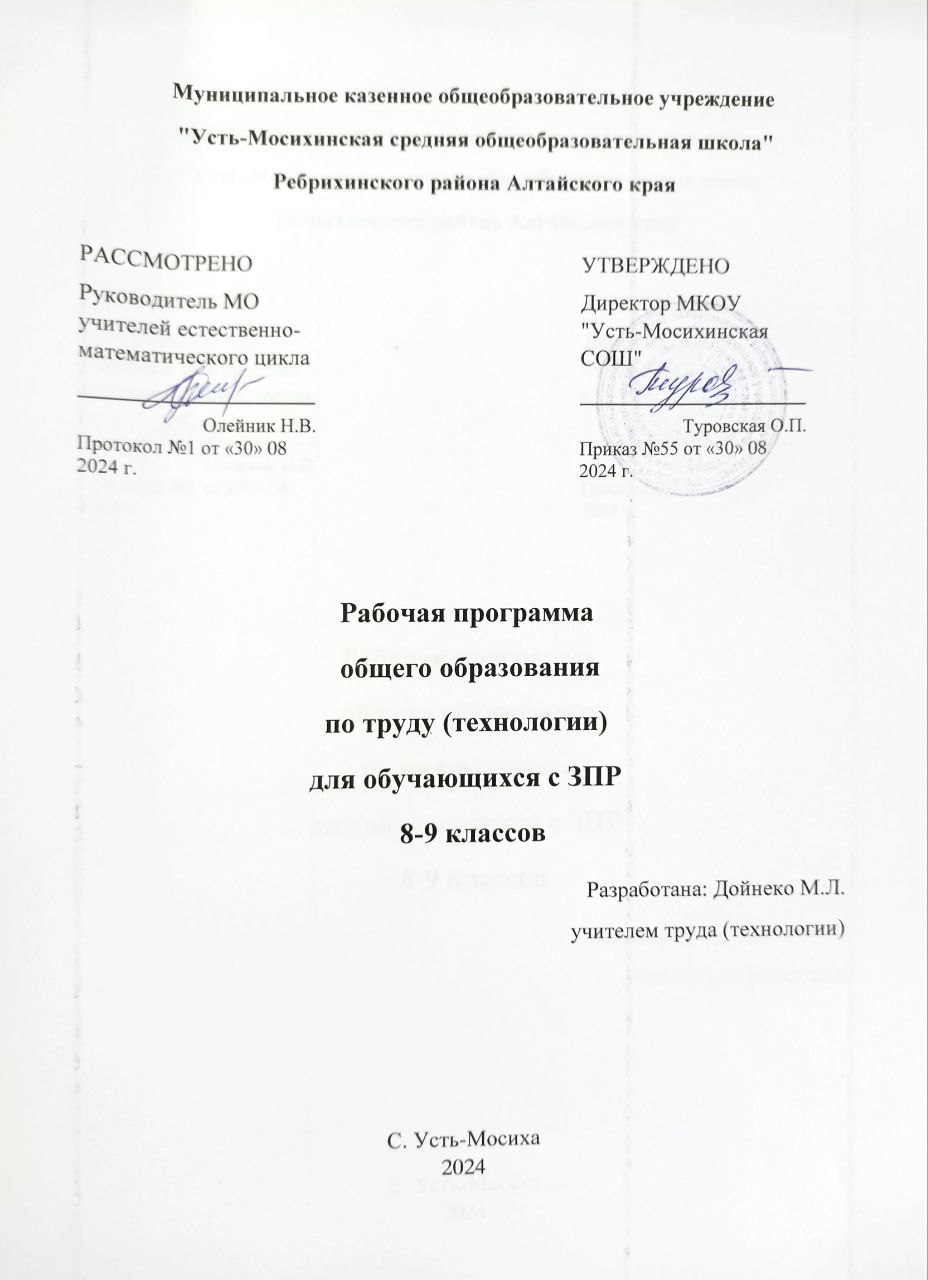 Муниципальное казенное общеобразовательное учреждение
"Усть-Мосихинская средняя общеобразовательная школа"
Ребрихинского района Алтайского края
РАССМОТРЕНО
Руководитель МО
учителей естественно-
математического цикла
Олейник Н.В.
Протокол №1 от «30» 08
2024 г.
УТВЕРЖДЕНО
Директор МКОУ
"Усть-Мосихинская
СОШ"
Туровская О.П.
Приказ №55 от «30» 08
2024 г.
Рабочая программа
общего образования
по труду (технологии)
для обучающихся с ЗПР
8-9 классов
Разработана: Дойнеко М.Л.
учителем труда (технологии)
С. Усть-Мосиха
2024